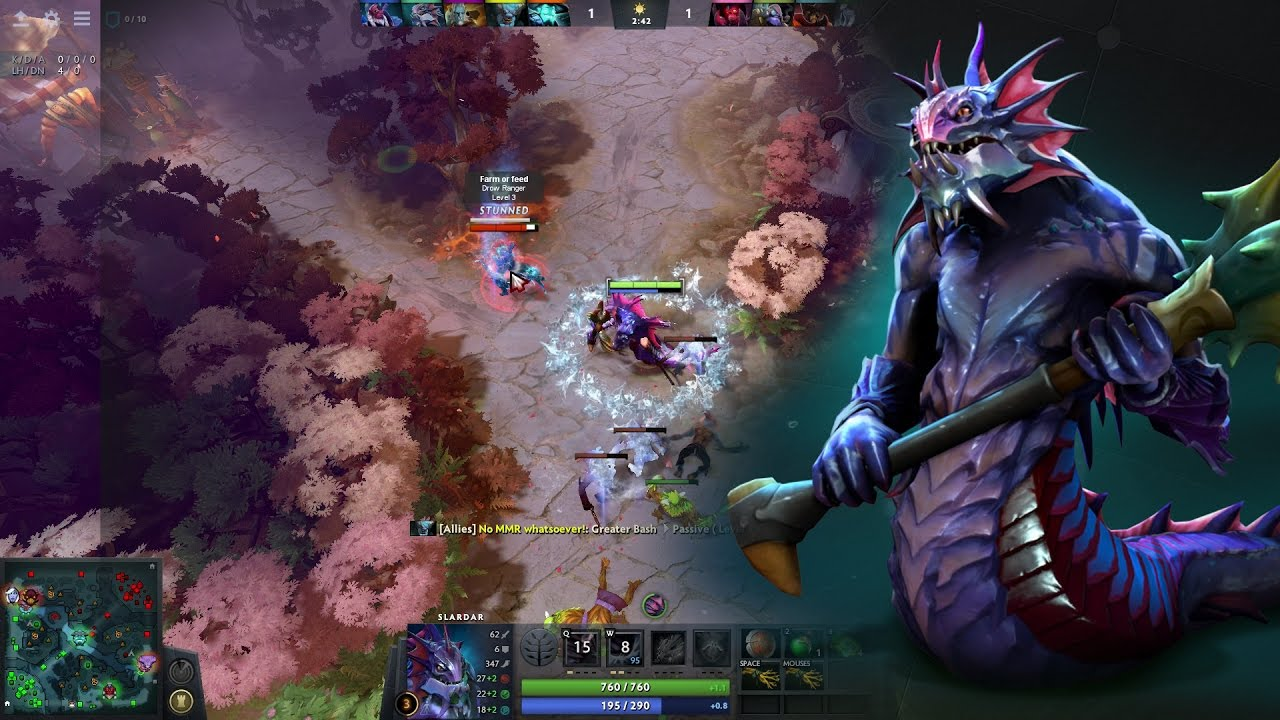 0 / 10
1
2:42
1
K / D / A 0 / 0 / 0
LH / DN 4 / 0
Farm or feed
Drow Ranger
Level 3
STUNNED
[Allies] No MMR whatsoever!: Greater Bash Passive
SLARDAR
62
6
347
27+2
22+2
18+2
3
Q
15
W
8
95
760 / 760
+1.1
195 / 290
+0.8
2
1
SPACE
MOUSE5